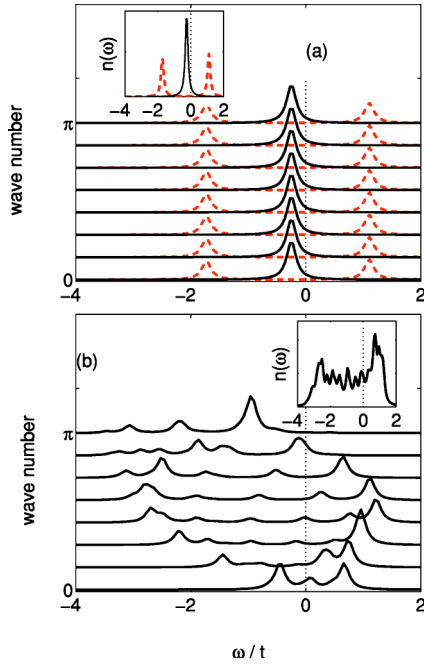 n(ω)
−4 −2 0 2
(a)
wave number
π
0
−4 −2 0 2
(b)
n(ω)
−4 −2 0 2
wave number
π
0
−4 −2 0 2
ω / t